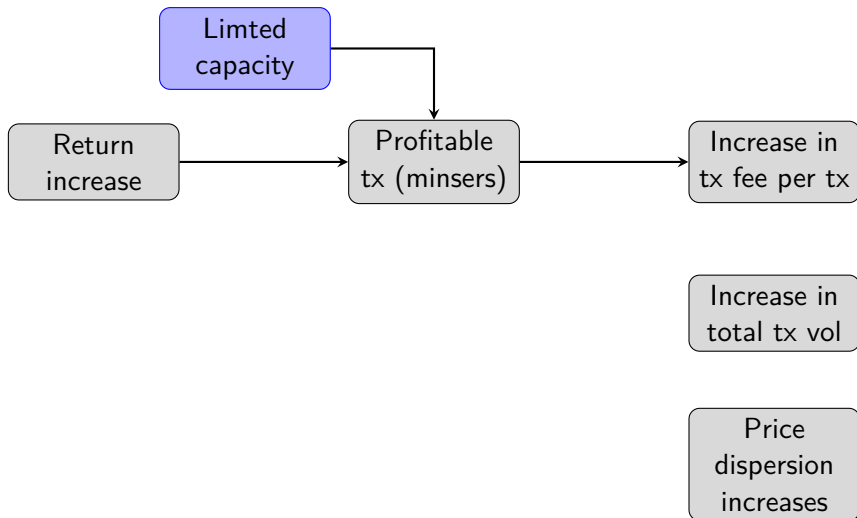 Limted
capacity
Return
increase
Profitable
tx (minsers)
Increase in
tx fee per tx
Increase in
total tx vol
Price
dispersion
increases